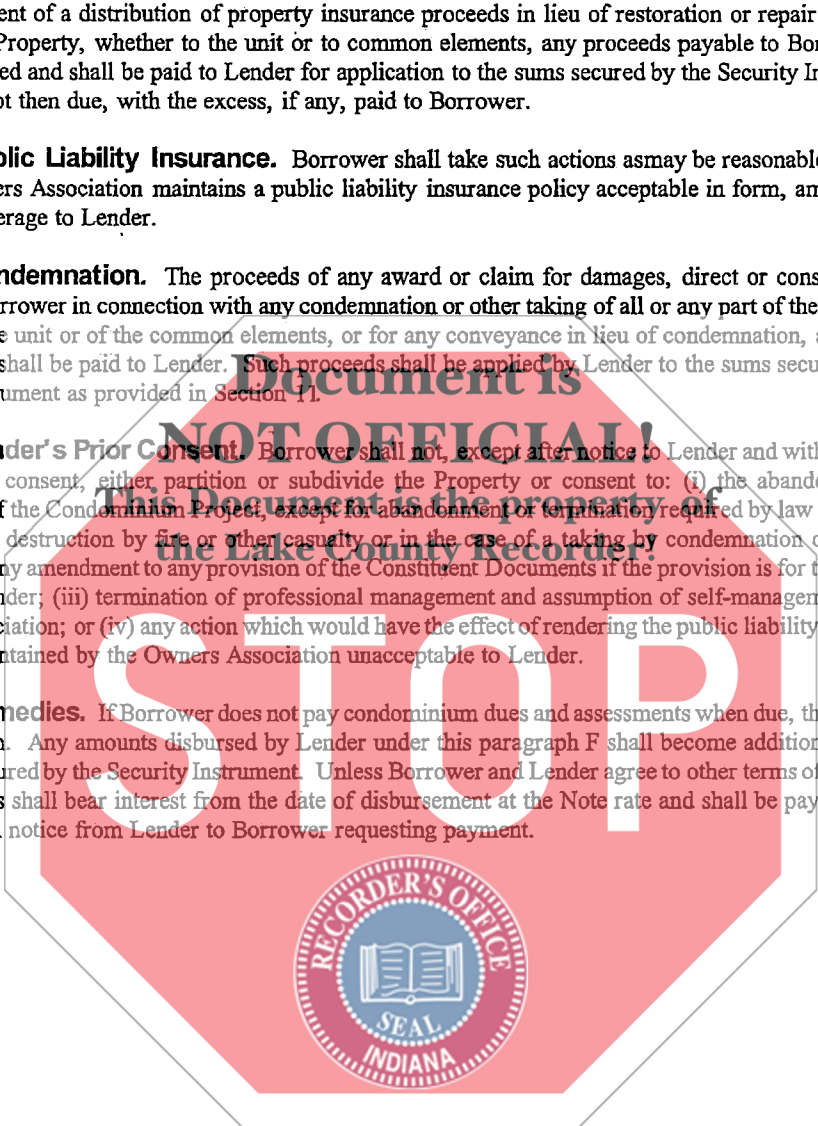 ent of a distribution of property insurance proceeds in lieu of restoration or repair
Property, whether to the unit or to common elements, any proceeds payable to Bor
ed and shall be paid to Lender for application to the sums secured by the Security In
ot then due, with the excess, if any, paid to Borrower.
blic Liability Insurance. Borrower shall take such actions asmay be reasonable
ers Association maintains a public liability insurance policy acceptable in form, am
erage to Lender.
ndemnation. The proceeds of any award or claim for damages, direct or cons
rrower in connection with any condemnation or other taking of all or any part of the
e unit or of the common elements, or for any conveyance in lieu of condemnation, a
shall be paid to Lender. Such proceeds shall be applied by Lender to the sums secu
ument as provided in Section 11.
Document is
NOT OFFICIAL!
This Document is the property of
the Lake County Recorder!
der's Prior Consent. Borrower shall not, except after notice to Lender and with
consent, either partition or subdivide the Property or consent to: (i) the abando
f the Condominium Project, except for abandonment or termination required by law
destruction by fire or other casualty or in the case of a taking by condemnation o
ny amendment to any provision of the Constituent Documents if the provision is for t
nder; (iii) termination of professional management and assumption of self-managem
ciation; or (iv) any action which would have the effect of rendering the public liability
ntained by the Owners Association unacceptable to Lender.
medies. If Borrower does not pay condominium dues and assessments when due, th
. Any amounts disbursed by Lender under this paragraph F shall become addition
ured by the Security Instrument. Unless Borrower and Lender agree to other terms of
s shall bear interest from the date of disbursement at the Note rate and shall be pay
notice from Lender to Borrower requesting payment.
STOP
RECORDER'S OFFICE
SEAL
INDIANA